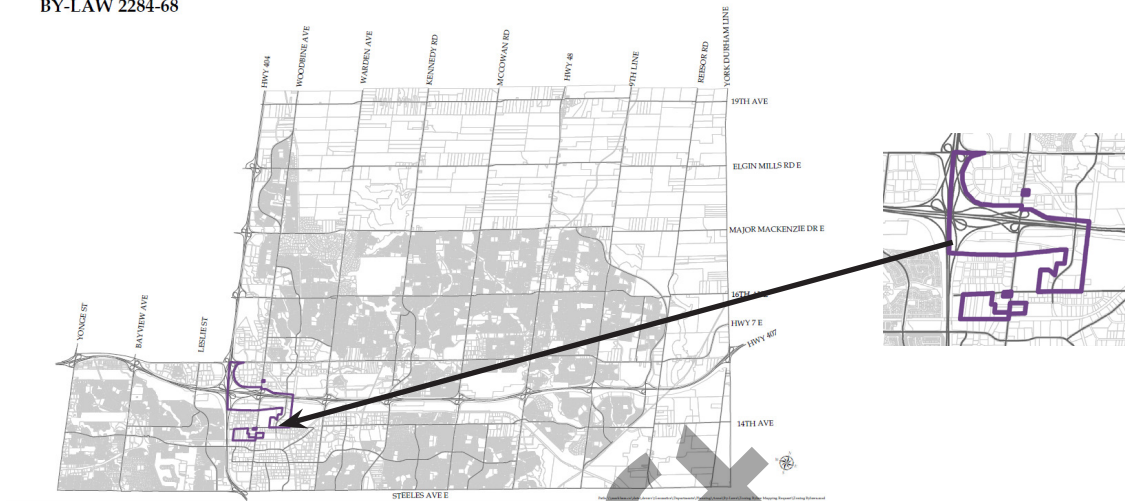 BY-LAW 2284-68
HWY 404
WOODBINE AVE
WARDEN AVE
KENNEDY RD
MCCOWAN RD
HWY 48
9TH LINE
REESOR RD
YORK DURHAM LINE
19TH AVE
ELGIN MILLS RD E
MAJOR MACKENZIE DR E
16TH AVE
HWY 7 E
HWY 407
YONGE ST
BAYVIEW AVE
LESLIE ST
14TH AVE
STEELES AVE E